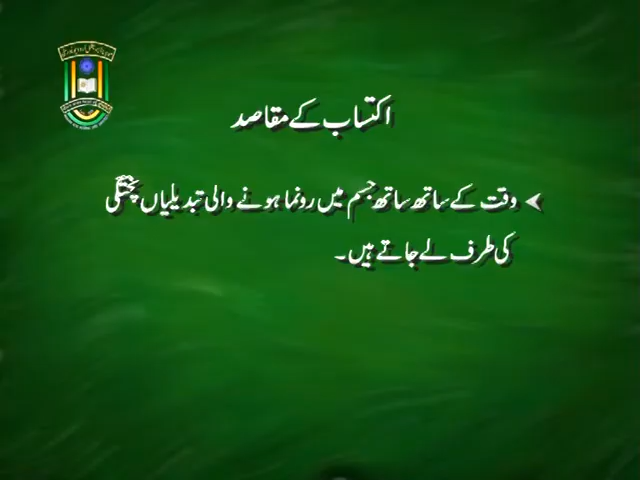 اکتساب کے مقاصد
وقت کے ساتھ ساتھ جسم میں رونما ہونے والی تبدیلیاں پختگی
کی طرف لے جاتے ہیں۔